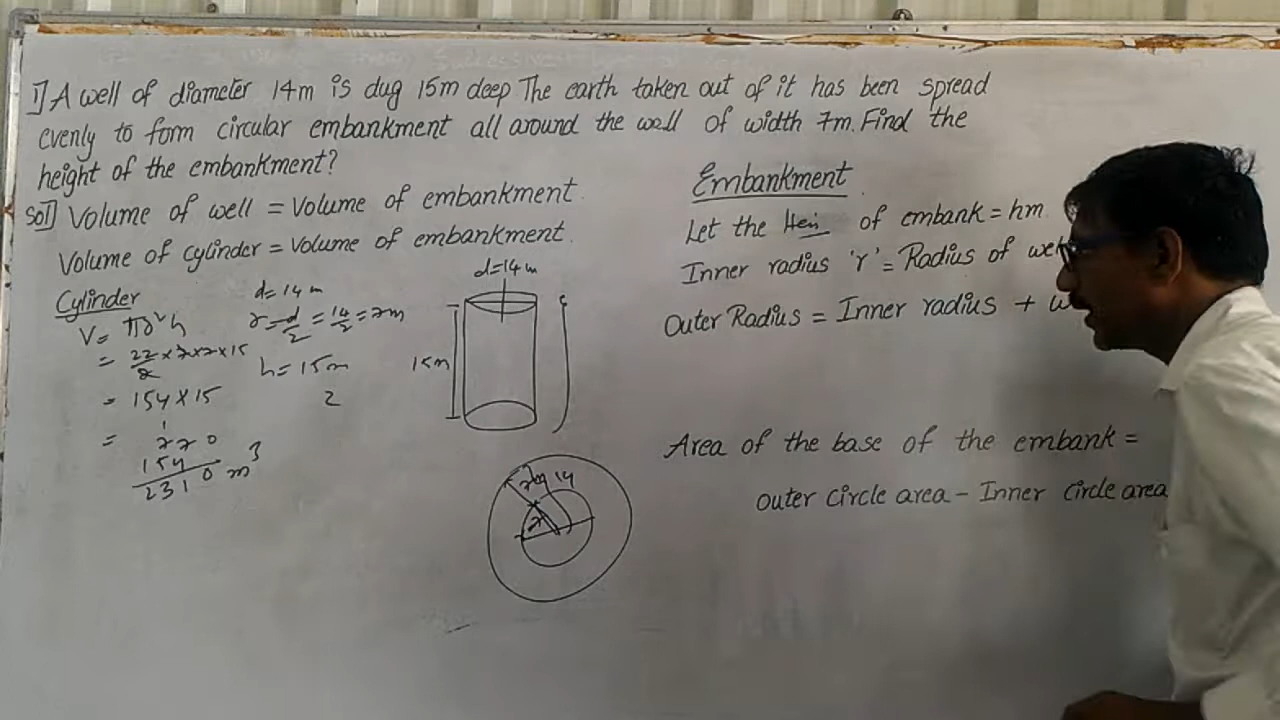 1] A well of diameter 14m is dug 15m deep The earth taken out of it has been spread
evenly to form circular embankment all around the well of width 7m. Find the
height of the embankment?
Sol] Volume of well = Volume of embankment
Volume of cylinder = Volume of embankment.
Cylinder
V = πr²h
= 22/7 × 7 × 7 × 15
= 154 × 15
= 770
154
2310 m³
d = 14 m
r = d/2 = 14/2 = 7m
h = 15m
2
d = 14 m
15m
14
7
Embankment
Let the Hei of embank = hm
Inner radius 'r' = Radius of
Outer Radius = Inner radius +
Area of the base of the embank =
outer circle area - Inner circle area